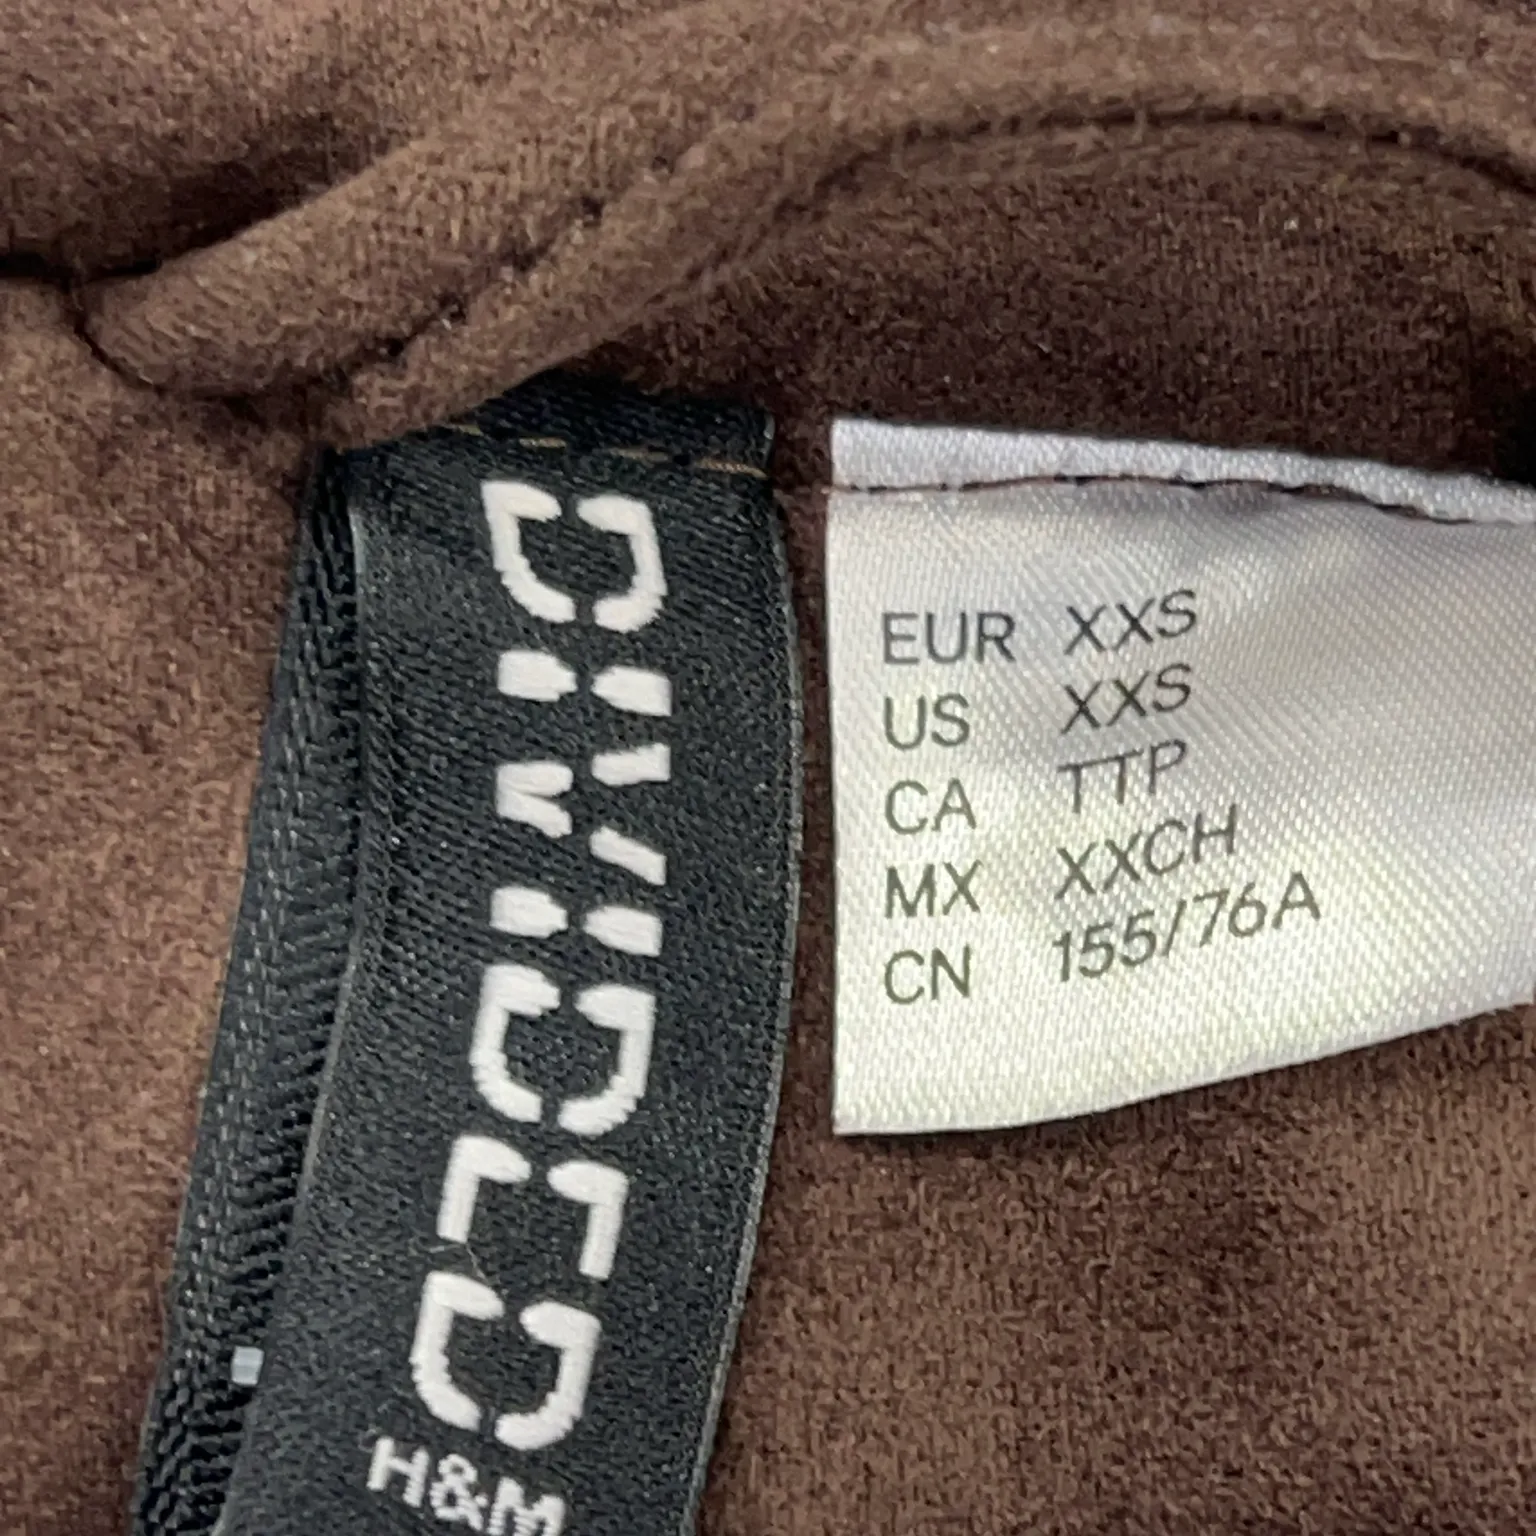 DIVIDED
H&M
EUR XXS
US XXS
CA TTP
MX XXCH
CN 155/76A